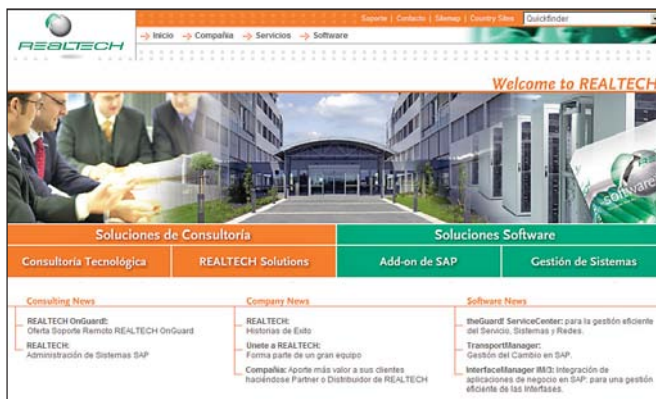 Soporte | Contacto | Sitemap | Country Sites
Quickfinder
REALTECH
Inicio
Compañia
Servicios
Software
Welcome to REALTECH
software
Soluciones de Consultoría
Soluciones Software
Consultoría Tecnológica
REALTECH Solutions
Add-on de SAP
Gestión de Sistemas
Consulting News
REALTECH OnGuard!:
Oferta Soporte Remoto REALTECH OnGuard
REALTECH:
Administración de Sistemas SAP
Company News
REALTECH:
Historias de Exito
Unete a REALTECH:
Forma parte de un gran equipo
Compañia: Aporte más valor a sus clientes
haciéndose Partner o Distribuidor de REALTECH
Software News
theGuard! ServiceCenter: para la gestión eficiente
del Servicio, Sistemas y Redes.
TransportManager:
Gestión del Cambio en SAP.
InterfaceManager IM/3: Integración de
aplicaciones de negocio en SAP: para una gestión
eficiente de las Interfases.